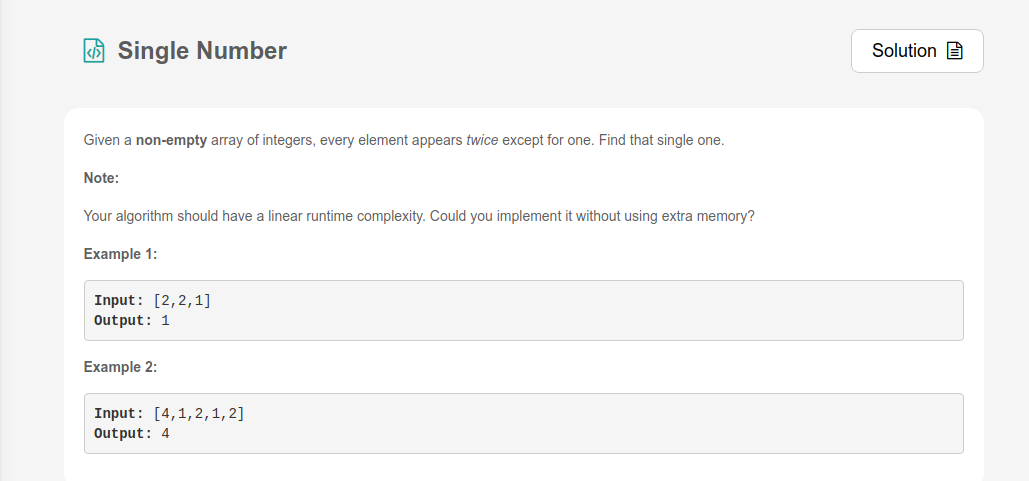 Single Number
Solution
Given a non-empty array of integers, every element appears twice except for one. Find that single one.
Note:
Your algorithm should have a linear runtime complexity. Could you implement it without using extra memory?
Example 1:
Input: [2,2,1]
Output: 1
Example 2:
Input: [4,1,2,1,2]
Output: 4